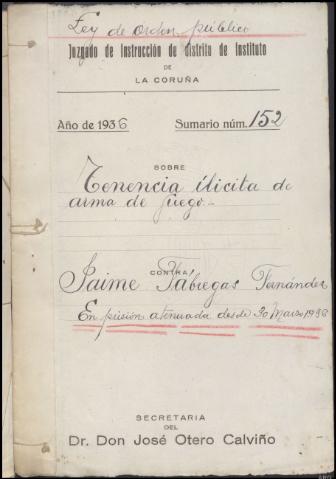 Ley de Orden público
Juzgado de Instrucción de distrito de Instituto
DE
LA CORUÑA
Año de 1936 Sumario núm. 152
SOBRE
Tenencia ilicita de
arma de fuego.-
CONTRA
Jaime Fábregas Fernández
En prisión atenuada desde 30 Marzo 1936
SECRETARIA
DEL
Dr. Don José Otero Calviño